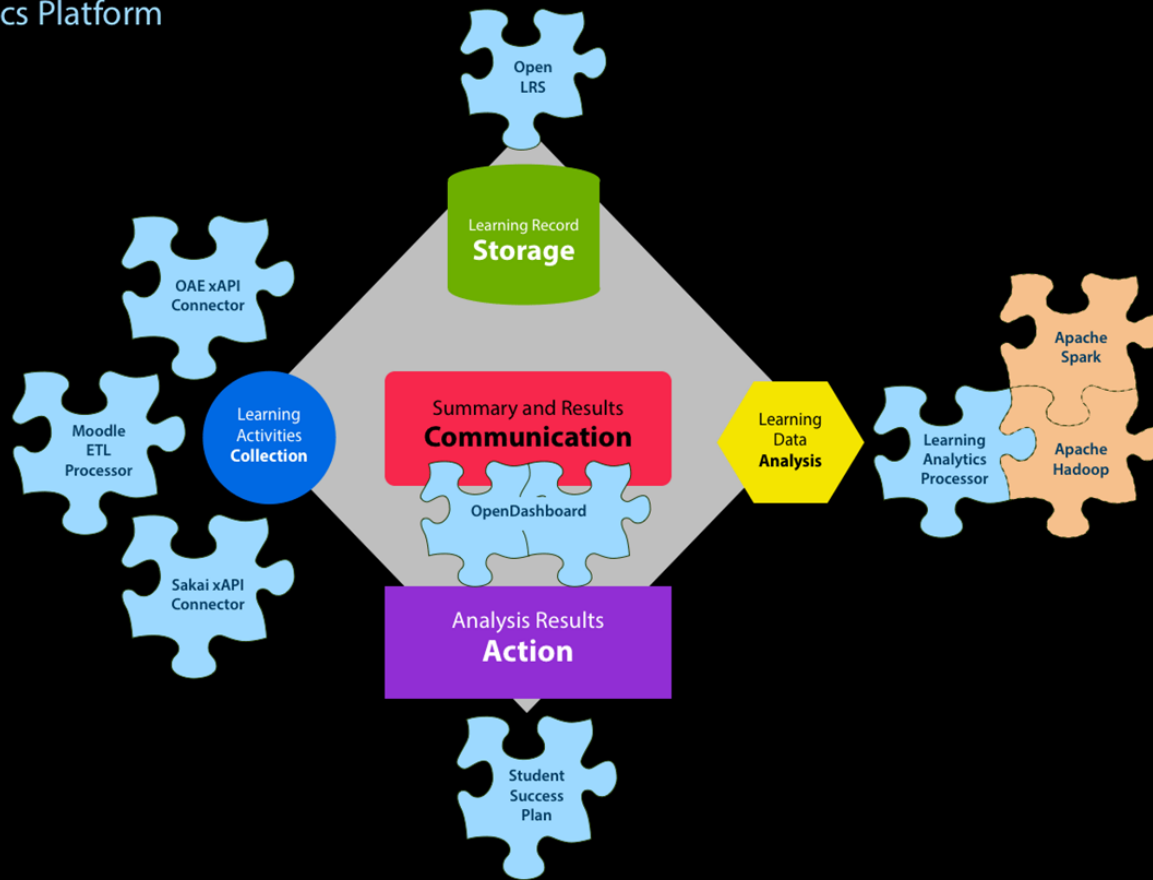 cs Platform
Open
LRS
Learning Record
Storage
OAE xAPI
Connector
Moodle
ETL
Processor
Sakai xAPI
Connector
Learning
Activities
Collection
Summary and Results
Communication
OpenDashboard
Learning
Data
Analysis
Learning
Analytics
Processor
Apache
Spark
Apache
Hadoop
Analysis Results
Action
Student
Success
Plan